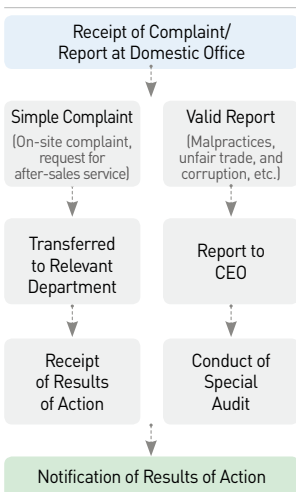 Receipt of Complaint/
Report at Domestic Office
Simple Complaint
(On-site complaint,
request for
after-sales service)
Valid Report
(Malpractices,
unfair trade, and
corruption, etc.)
Transferred
to Relevant
Department
Report to
CEO
Receipt
of Results
of Action
Conduct of
Special
Audit
Notification of Results of Action